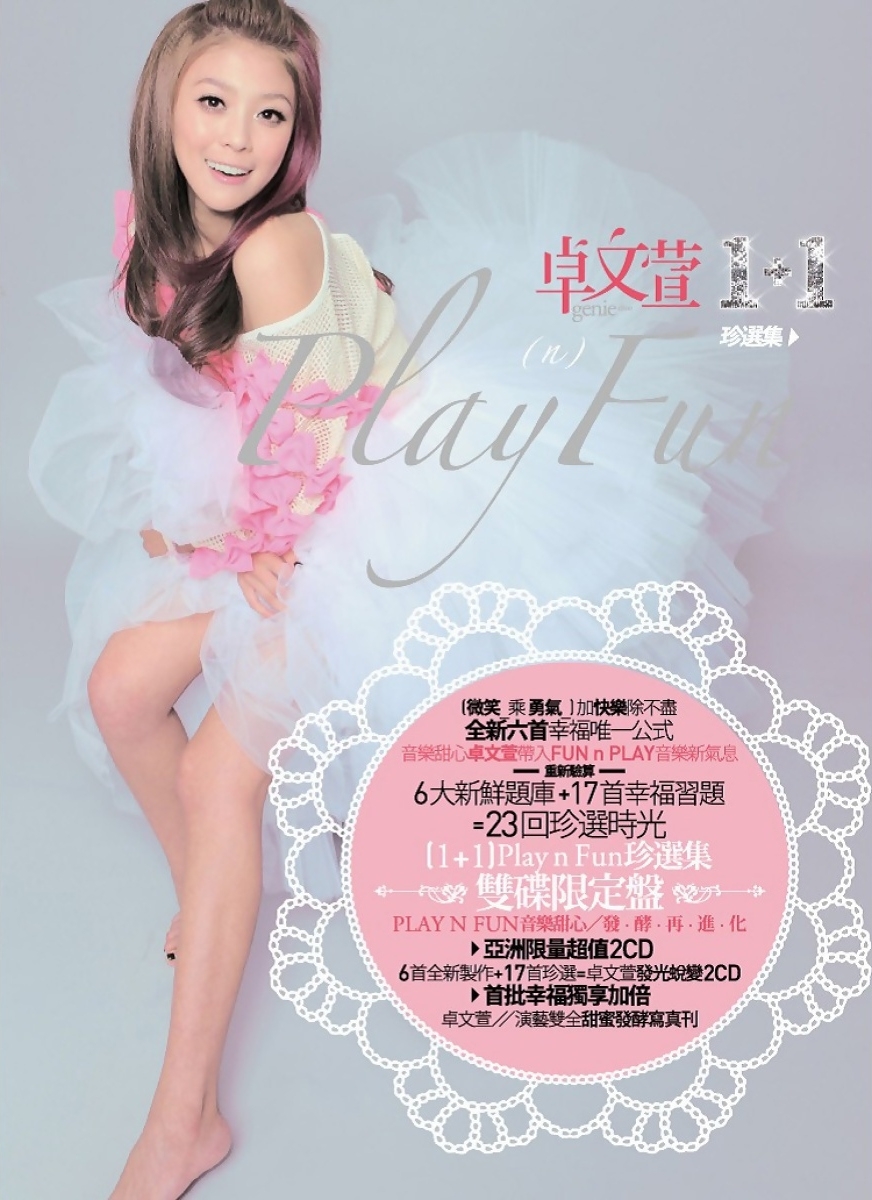 卓文萱 1+1
genie
珍選集
Play (n) Fun
(微笑 乘 勇氣)加快樂除不盡
全新六首幸福唯一公式
音樂甜心卓文萱帶入FUN n PLAY音樂新氣息
重新驗算
6大新鮮題庫+17首幸福習題
=23回珍選時光
(1+1)Play n Fun珍選集
雙碟限定盤
PLAY N FUN音樂甜心／發．酵．再．進．化
亞洲限量超值2CD
6首全新製作+17首珍選=卓文萱發光蛻變2CD
首批幸福獨享加倍
卓文萱//演藝雙全甜蜜發酵寫真刊